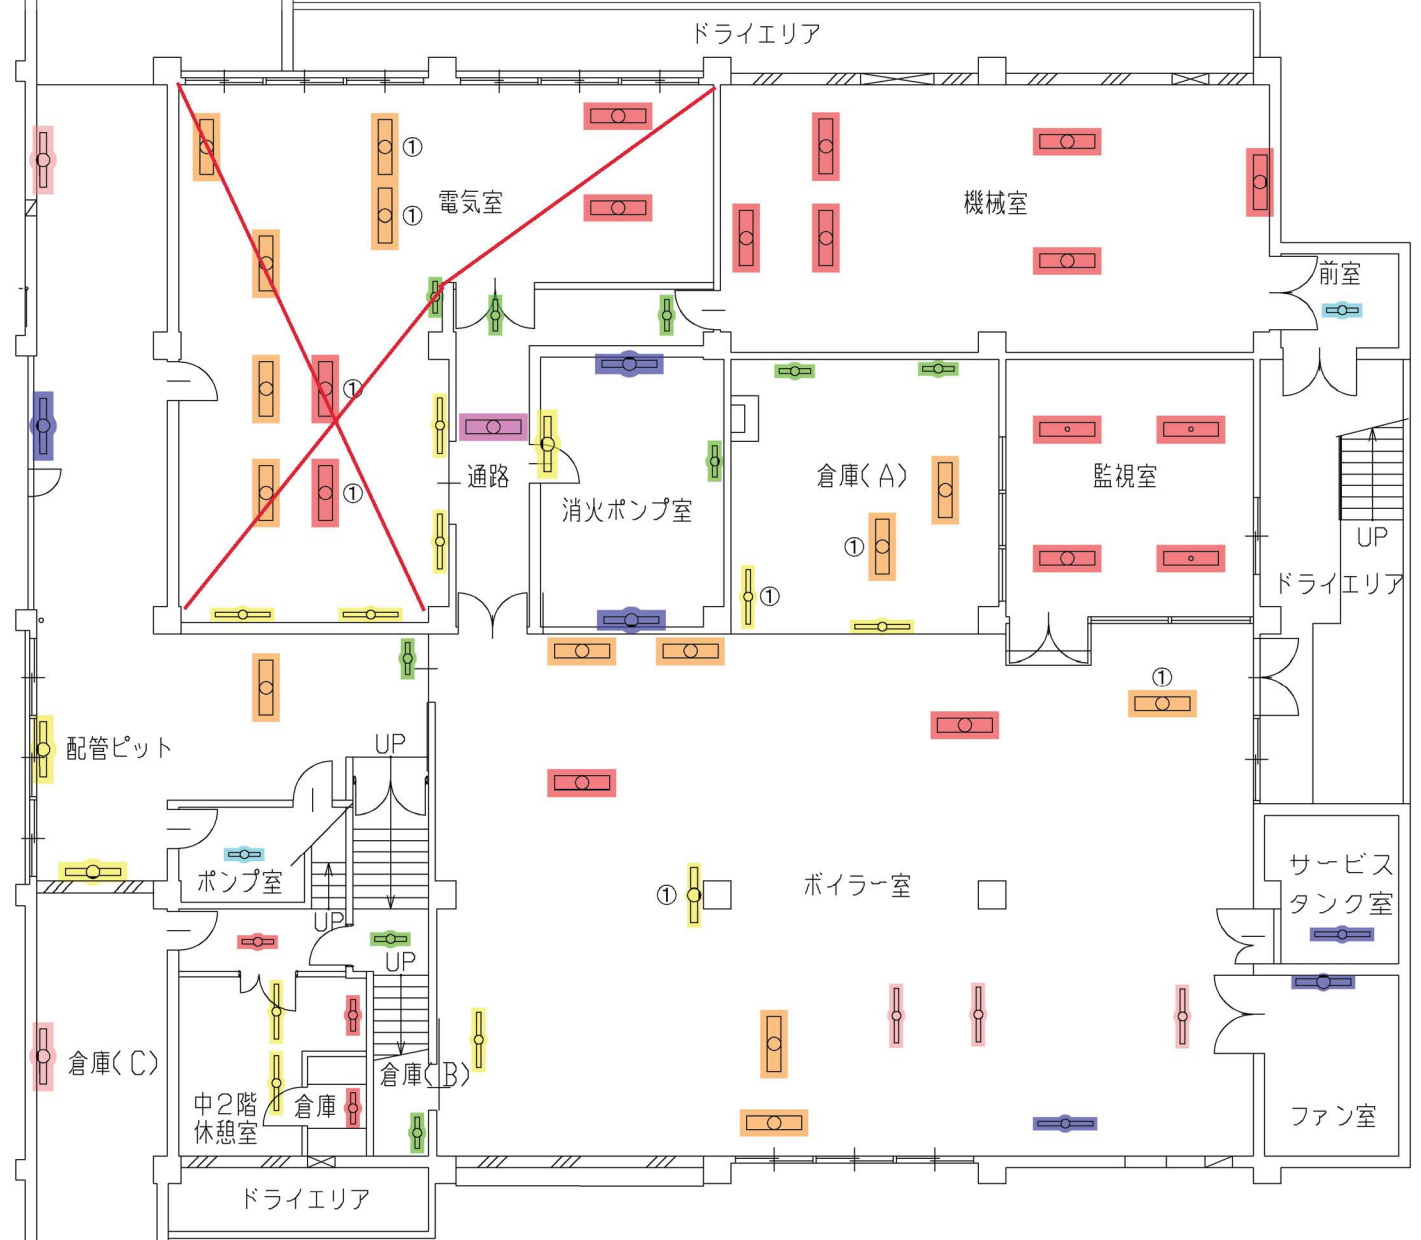 ドライエリア
①
①
電気室
機械室
前室
①
通路
消火ポンプ室
倉庫(A)
監視室
①
UP
①
①
ドライエリア
①
配管ピット
UP
ポンプ室
UP
①
ボイラー室
サービス
タンク室
UP
倉庫(C)
倉庫(B)
中2階
休憩室
倉庫
ファン室
ドライエリア